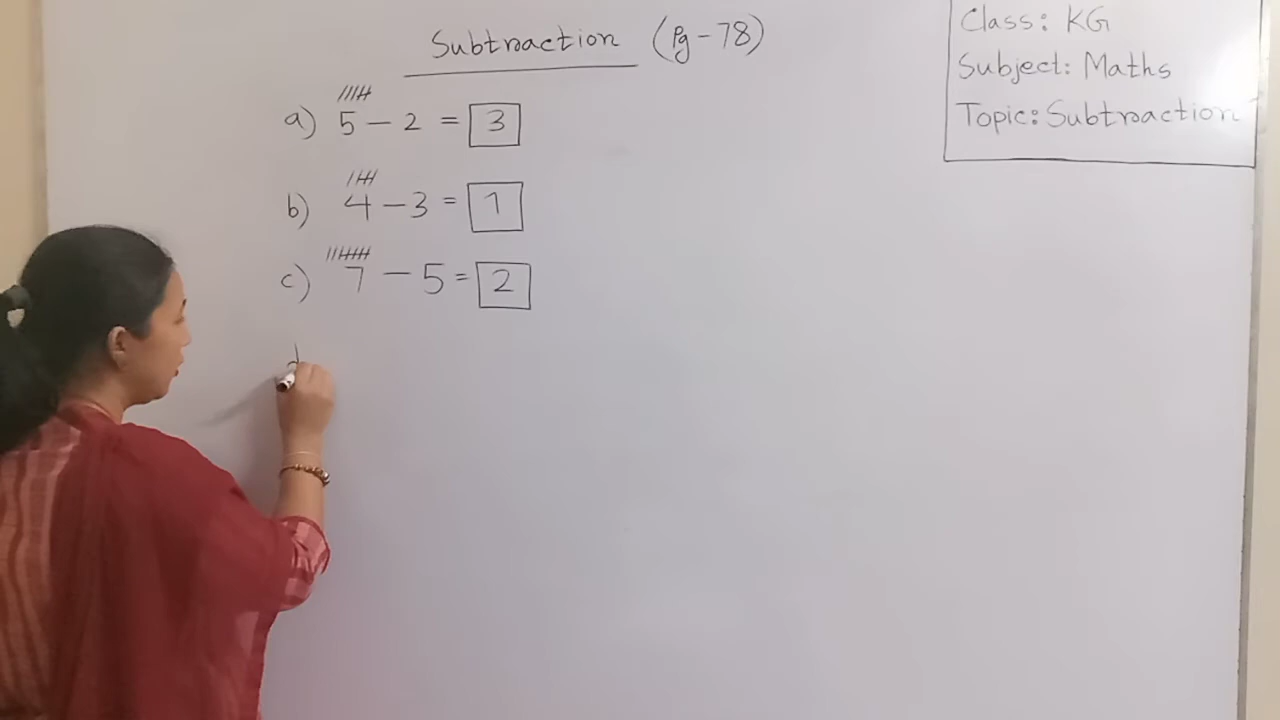 Subtraction (Pg-78)
Class: KG
Subject: Maths
Topic: Subtraction
a) 5 - 2 = 3
b) 4 - 3 = 1
c) 7 - 5 = 2
d